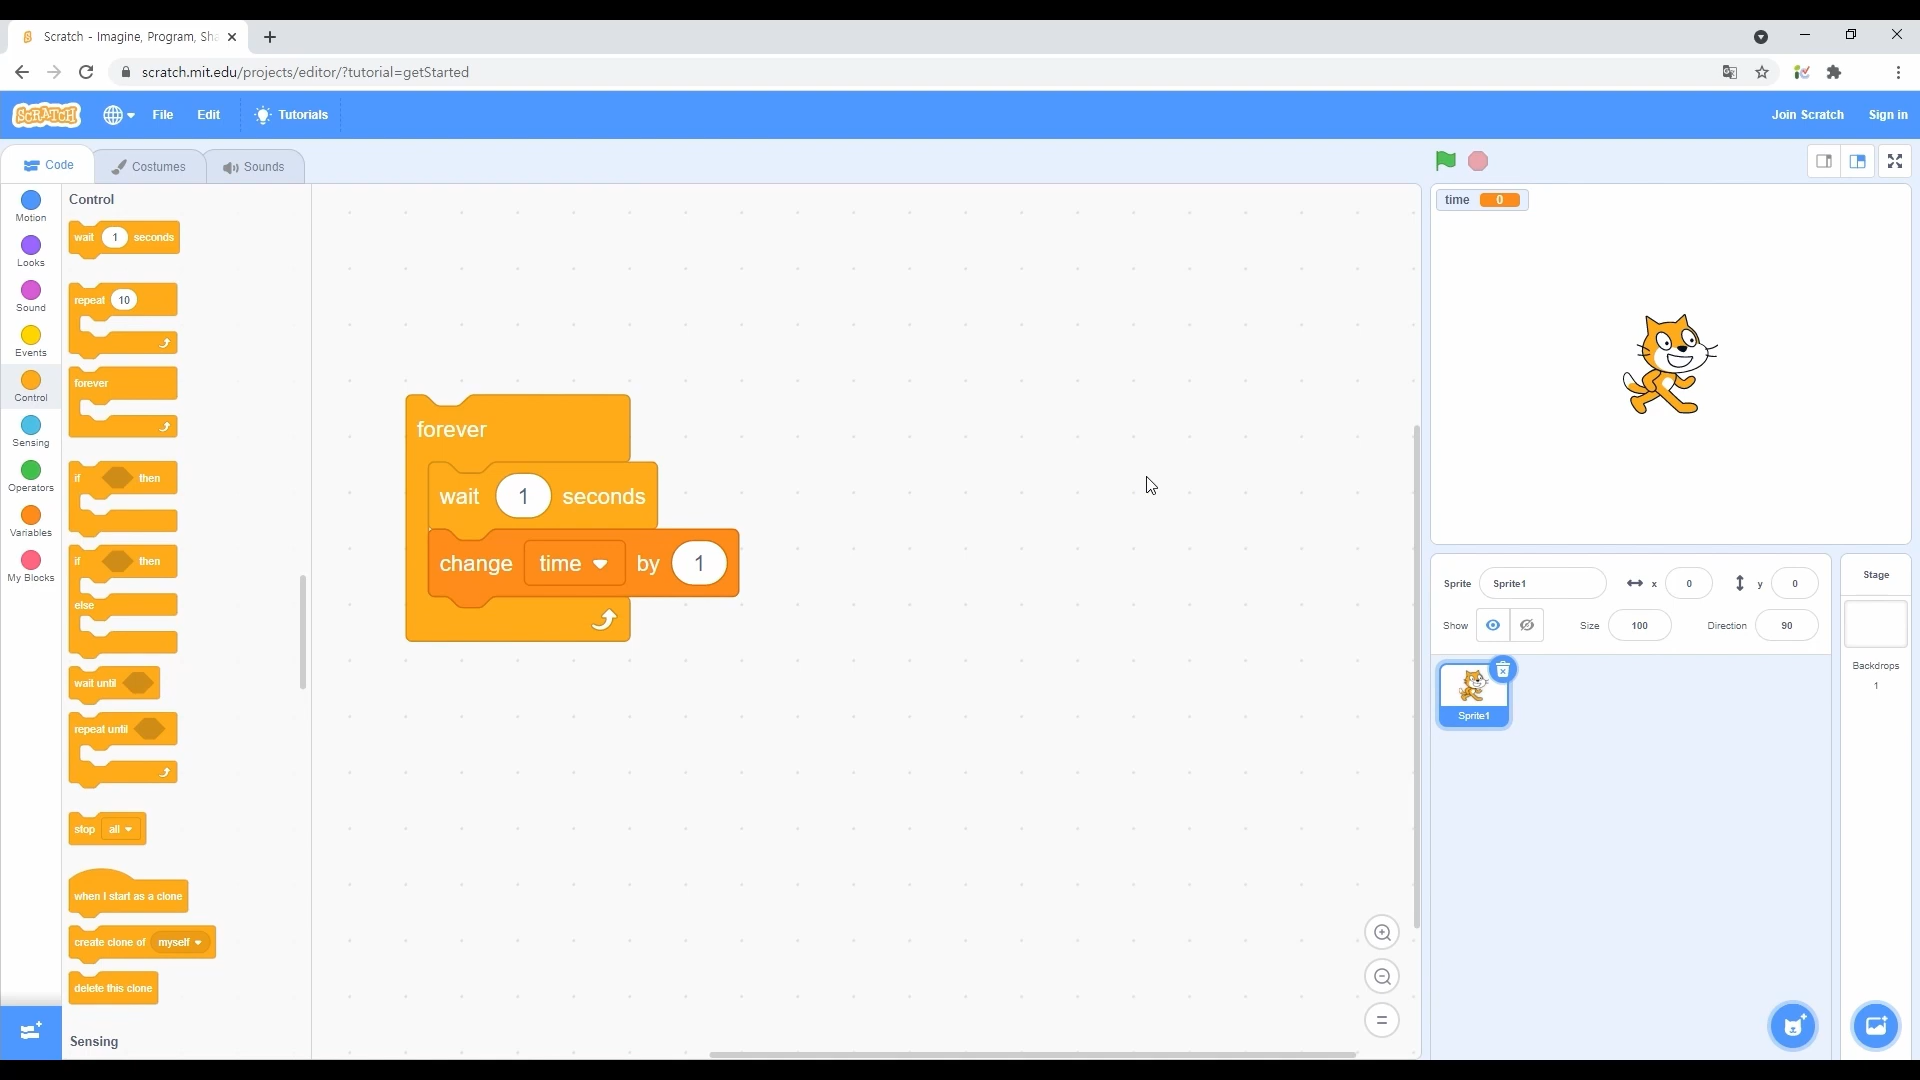 Scratch - Imagine, Program, Sha
scratch.mit.edu/projects/editor/?tutorial=getStarted
SCRATCH File Edit Tutorials Join Scratch Sign in
Code Costumes Sounds
Motion
Looks
Sound
Events
Control
Sensing
Operators
Variables
My Blocks
Control
wait 1 seconds
repeat 10
forever
if then
if then
else
wait until
repeat until
stop all
when I start as a clone
create clone of myself
delete this clone
Sensing
forever
wait 1 seconds
change time by 1
time 0
Sprite Sprite1 x 0 y 0
Show Size 100 Direction 90
Sprite1
Stage
Backdrops
1